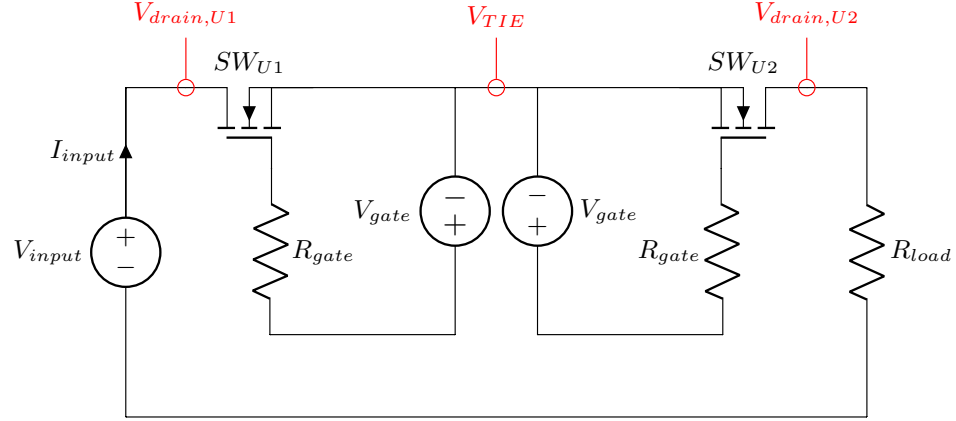 V_{drain,U1}
V_{TIE}
V_{drain,U2}
SW_{U1}
SW_{U2}
I_{input}
V_{gate}
V_{gate}
V_{input}
R_{gate}
R_{gate}
R_{load}
+
−
−
+
−
+